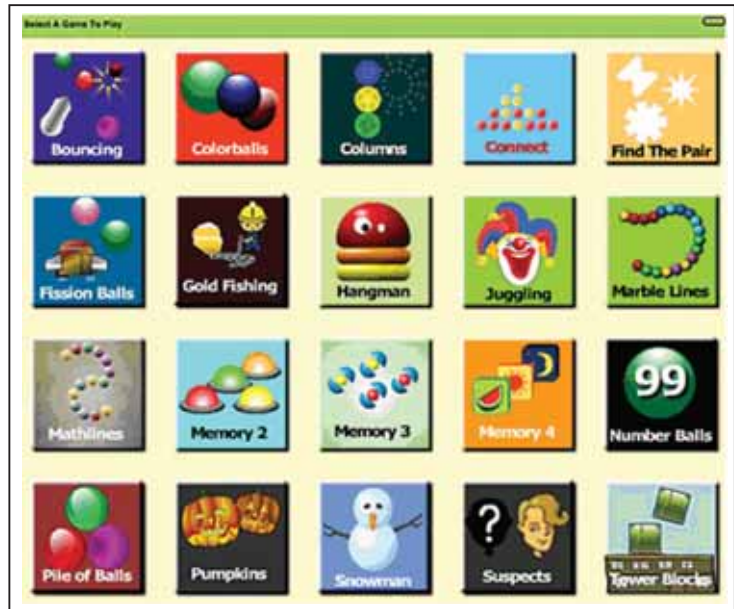 Select A Game To Play
Bouncing
Colorballs
Columns
Connect
Find The Pair
Fission Balls
Gold Fishing
Hangman
Juggling
Marble Lines
Mathlines
Memory 2
Memory 3
Memory 4
99
Number Balls
Pile of Balls
Pumpkins
Snowman
?
Suspects
Tower Blocks